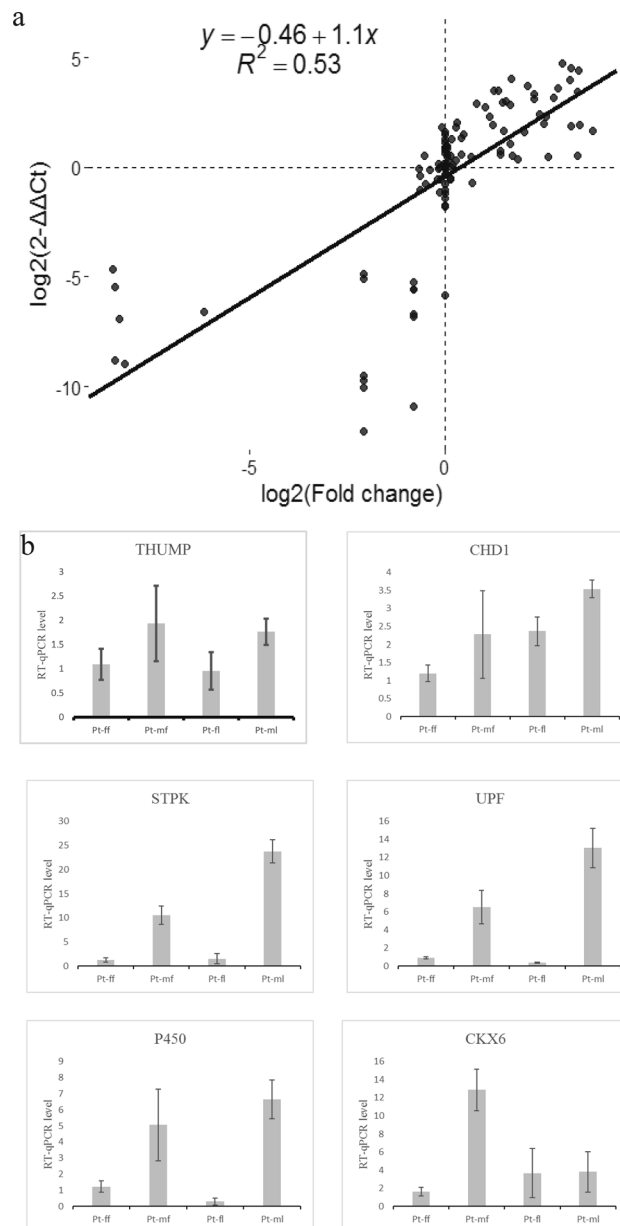 a
y = −0.46 + 1.1x
R² = 0.53
5
0
-5
-10
log2(2-ΔΔCt)
-5
0
log2(Fold change)
b
THUMP
RT-qPCR level
3
2.5
2
1.5
1
0.5
0
Pt-ff Pt-mf Pt-fl Pt-ml
CHD1
RT-qPCR level
4
3.5
3
2.5
2
1.5
1
0.5
0
Pt-ff Pt-mf Pt-fl Pt-ml
STPK
RT-qPCR level
30
25
20
15
10
5
0
Pt-ff Pt-mf Pt-fl Pt-ml
UPF
RT-qPCR level
16
14
12
10
8
6
4
2
0
Pt-ff Pt-mf Pt-fl Pt-ml
P450
RT-qPCR level
9
8
7
6
5
4
3
2
1
0
Pt-ff Pt-mf Pt-fl Pt-ml
CKX6
RT-qPCR level
16
14
12
10
8
6
4
2
0
Pt-ff Pt-mf Pt-fl Pt-ml